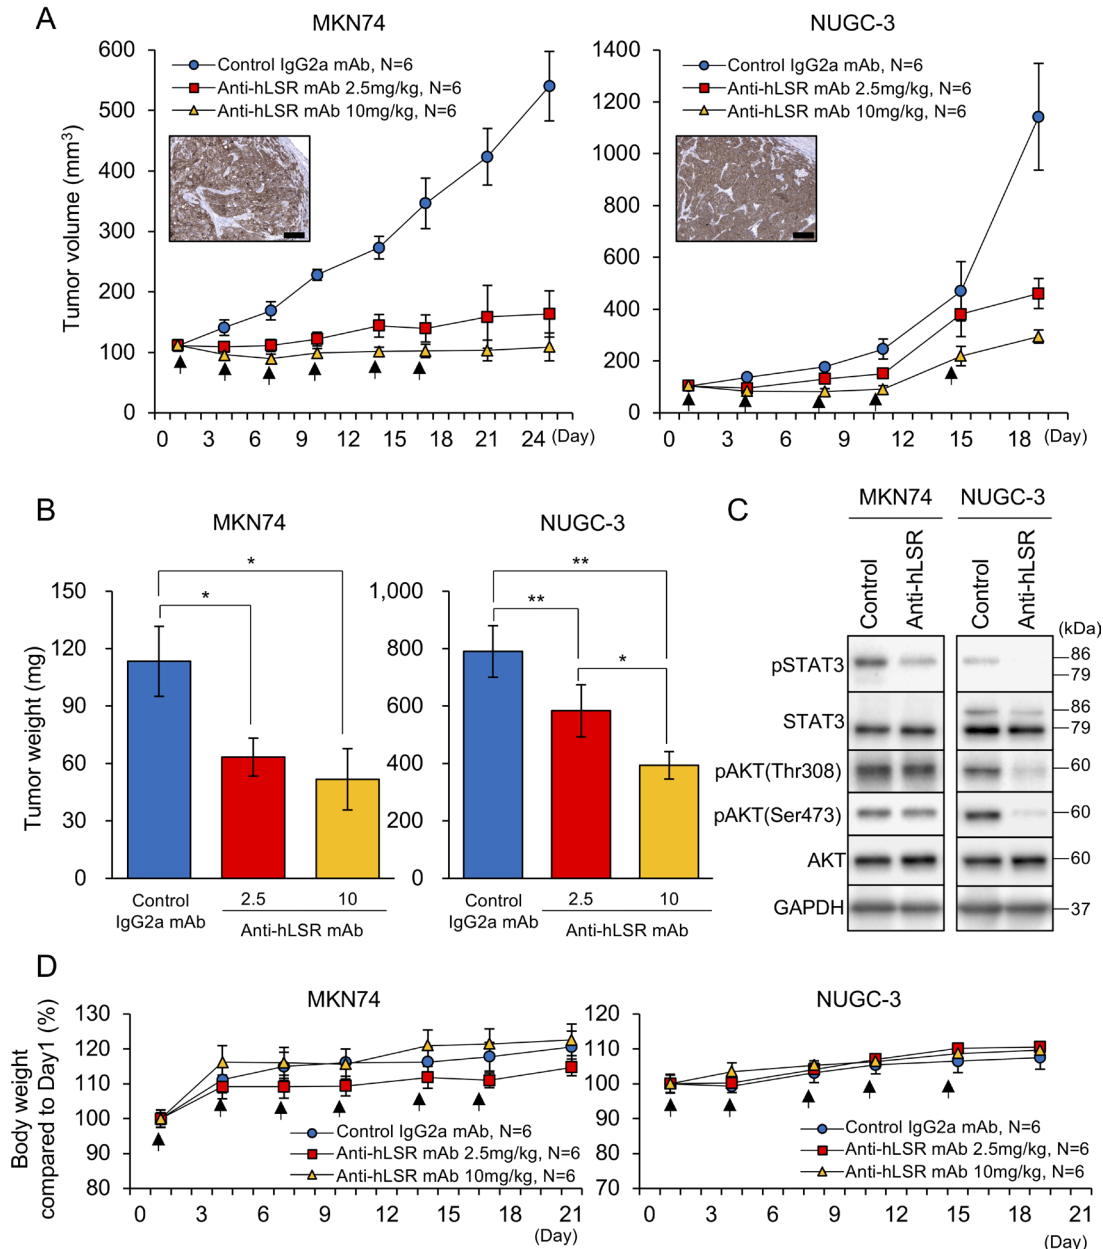 A
MKN74
NUGC-3
Tumor volume (mm³)
600
500
400
300
200
100
0
Control IgG2a mAb, N=6
Anti-hLSR mAb 2.5mg/kg, N=6
Anti-hLSR mAb 10mg/kg, N=6
0 3 6 9 12 15 18 21 24 (Day)
1400
1200
1000
800
600
400
200
0
Control IgG2a mAb, N=6
Anti-hLSR mAb 2.5mg/kg, N=6
Anti-hLSR mAb 10mg/kg, N=6
0 3 6 9 12 15 18 (Day)
B
MKN74
NUGC-3
Tumor weight (mg)
150
120
90
60
30
0
*
*
Control
IgG2a mAb
2.5 10
Anti-hLSR mAb
1,000
800
600
400
200
0
**
**
*
Control
IgG2a mAb
2.5 10
Anti-hLSR mAb
C
MKN74 NUGC-3
Control
Anti-hLSR
Control
Anti-hLSR
(kDa)
pSTAT3
86
79
STAT3
86
79
pAKT(Thr308)
60
pAKT(Ser473)
60
AKT
60
GAPDH
37
D
MKN74
NUGC-3
Body weight
compared to Day1 (%)
130
120
110
100
90
80
Control IgG2a mAb, N=6
Anti-hLSR mAb 2.5mg/kg, N=6
Anti-hLSR mAb 10mg/kg, N=6
0 3 6 9 12 15 18 21
(Day)
130
120
110
100
90
80
70
Control IgG2a mAb, N=6
Anti-hLSR mAb 2.5mg/kg, N=6
Anti-hLSR mAb 10mg/kg, N=6
0 3 6 9 12 15 18 21
(Day)